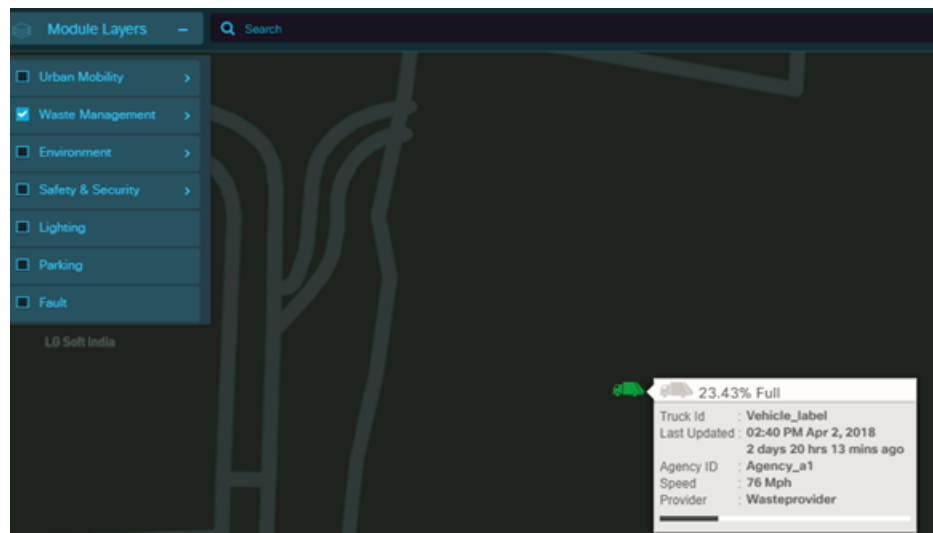 Module Layers –
Search
Urban Mobility >
Waste Management >
Environment >
Safety & Security >
Lighting
Parking
Fault
LG Soft India
23.43% Full
Truck Id : Vehicle_label
Last Updated : 02:40 PM Apr 2, 2018
2 days 20 hrs 13 mins ago
Agency ID : Agency_a1
Speed : 76 Mph
Provider : Wasteprovider